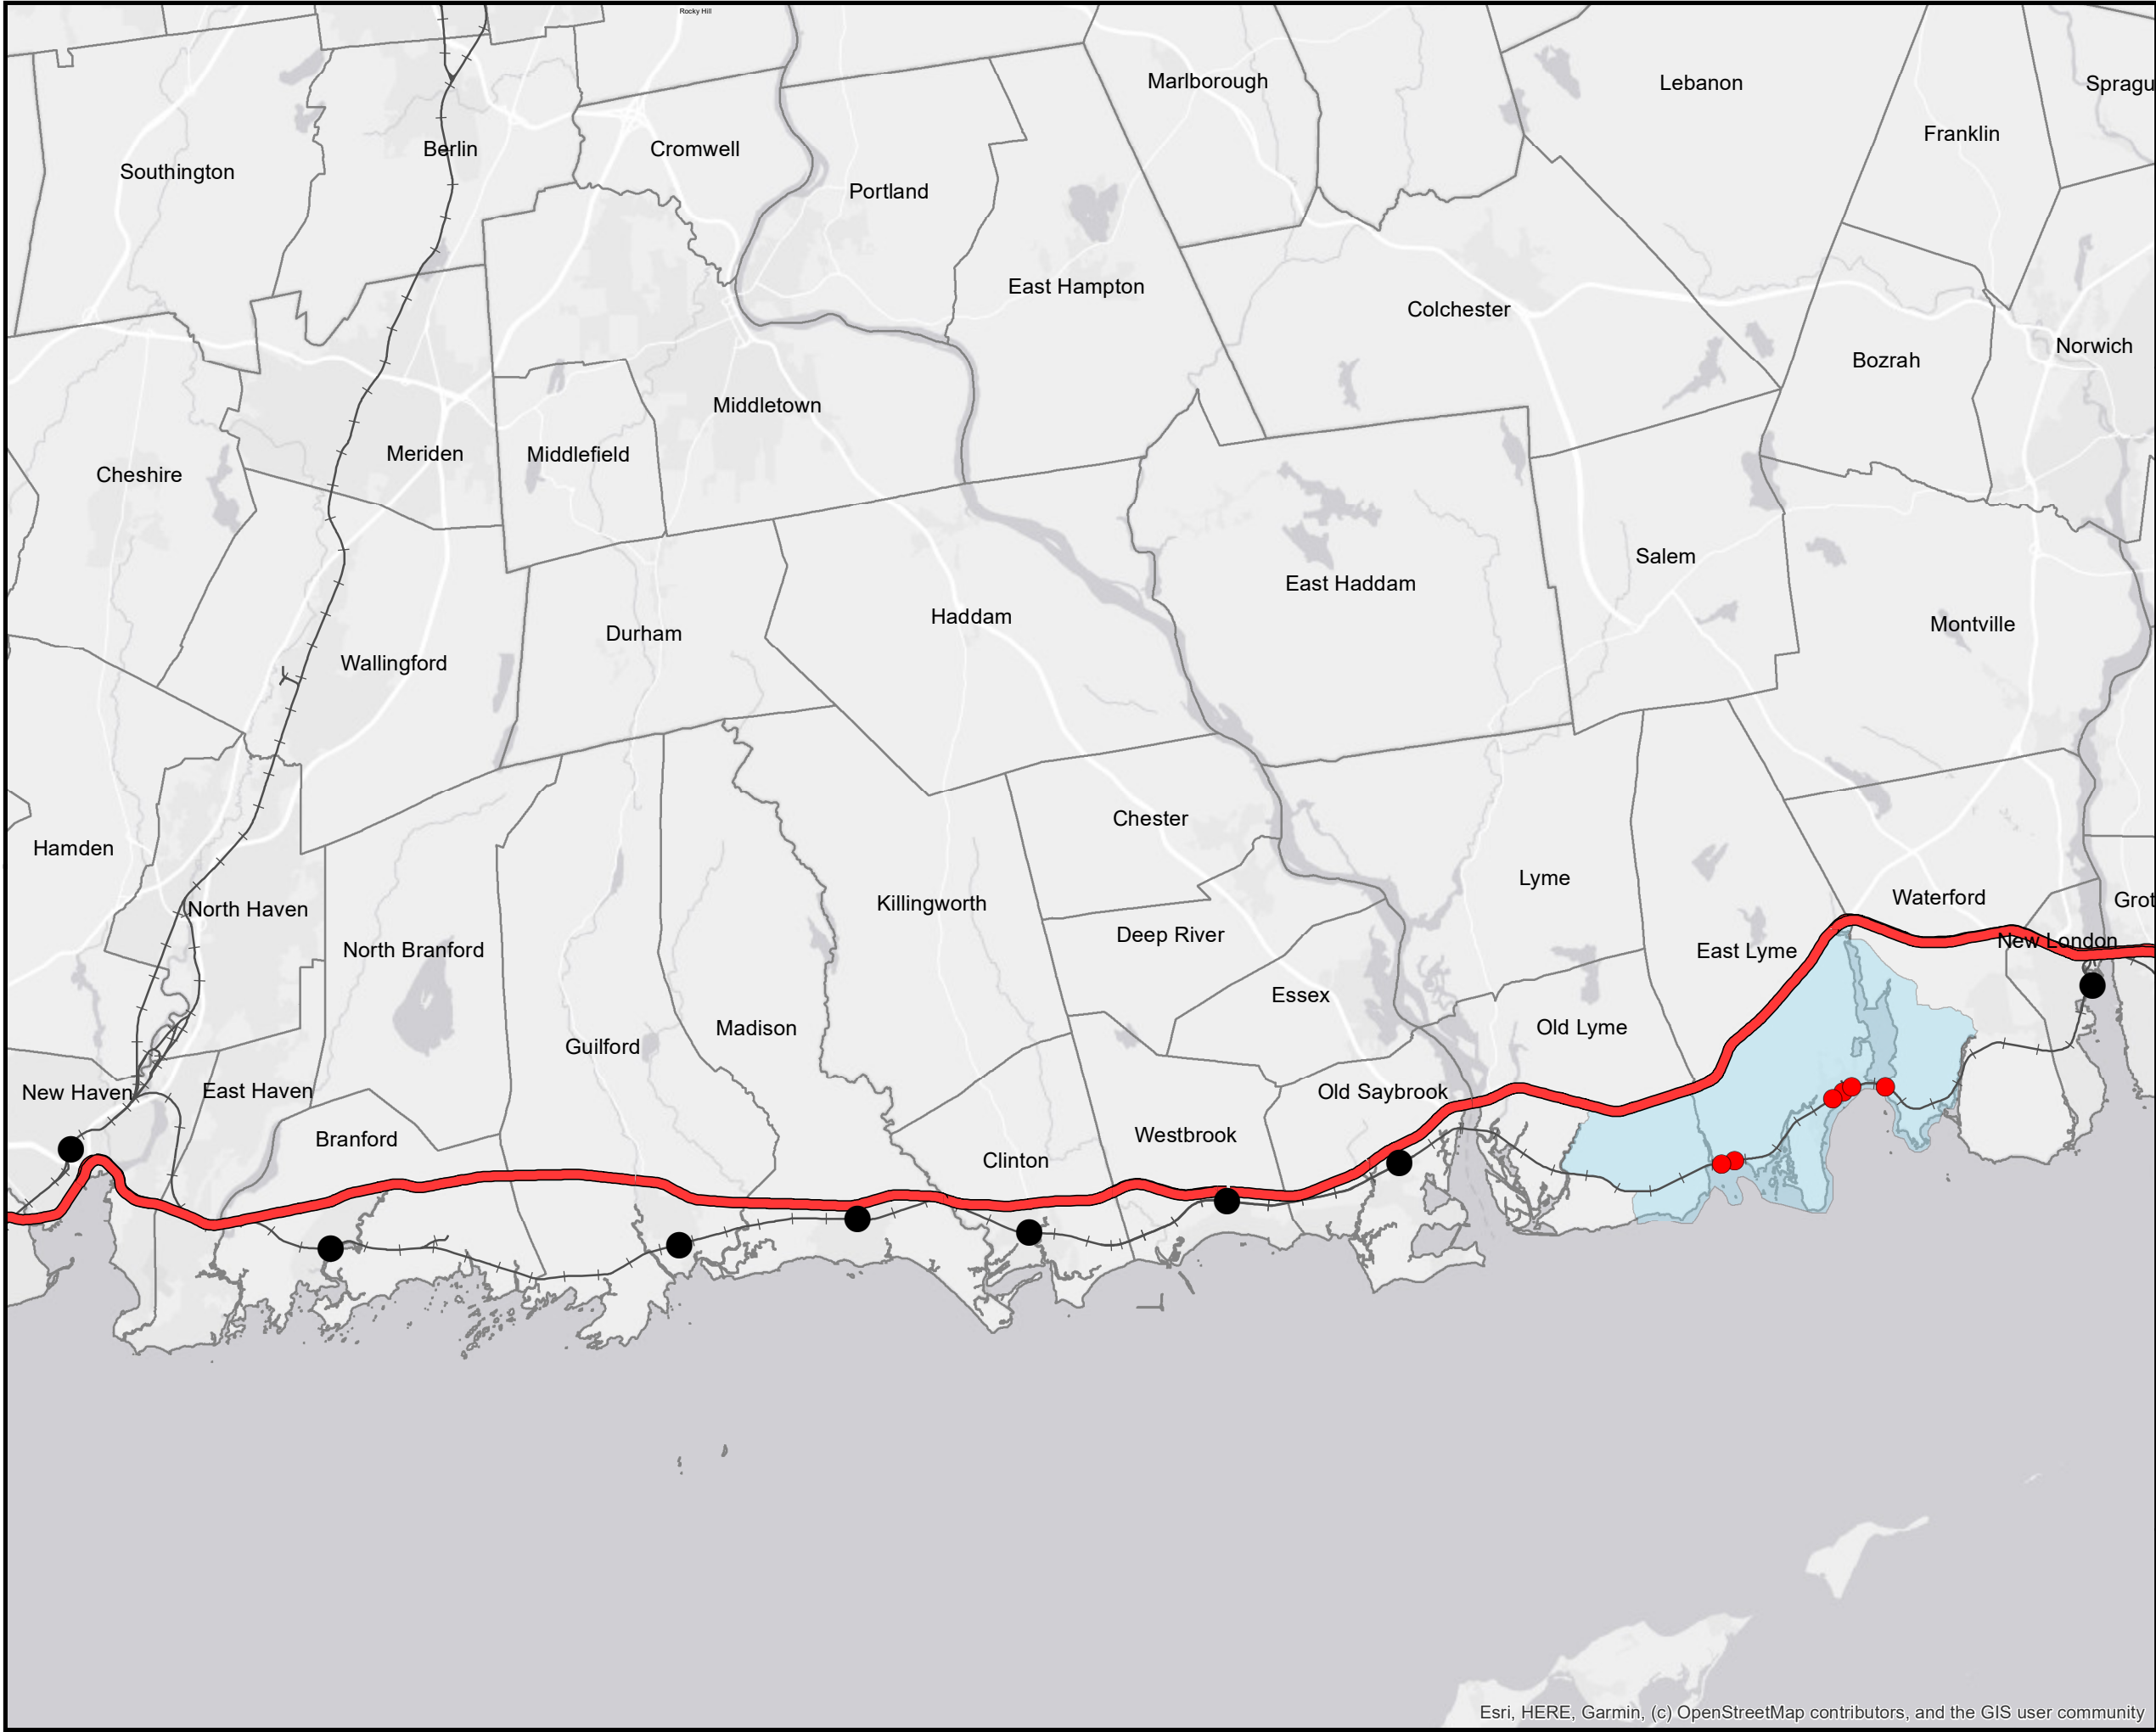 Rocky Hill
Marlborough
Lebanon
Spragu
Franklin
Berlin
Cromwell
Southington
Portland
East Hampton
Colchester
Norwich
Bozrah
Middletown
Meriden
Middlefield
Cheshire
Salem
East Haddam
Haddam
Montville
Durham
Wallingford
Chester
Hamden
Lyme
Waterford
Grot
Killingworth
North Haven
Deep River
New London
North Branford
East Lyme
Essex
Old Lyme
Madison
Guilford
New Haven
East Haven
Old Saybrook
Branford
Westbrook
Clinton
Esri, HERE, Garmin, (c) OpenStreetMap contributors, and the GIS user community